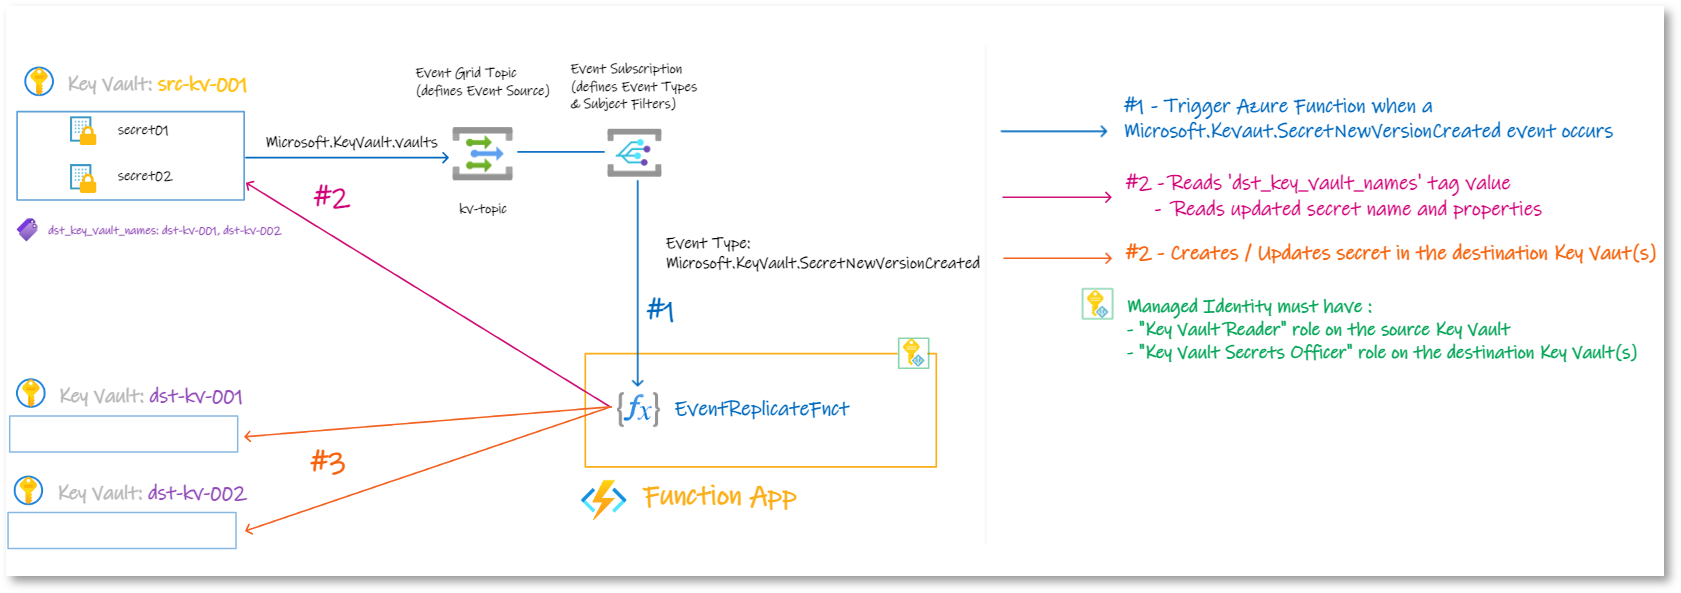 Key Vault: src-kv-001
secret01
secret02
dst_key_vault_names: dst-kv-001, dst-kv-002
Microsoft.KeyVault.vaults
Event Grid Topic
(defines Event Source)
kv-topic
Event Subscription
(defines Event Types
& Subject Filters)
#2
Event Type:
Microsoft.KeyVault.SecretNewVersionCreated
#1
Key Vault: dst-kv-001
#3
Key Vault: dst-kv-002
{fx}
EventReplicateFnct
Function App
#1 - Trigger Azure Function when a
Microsoft.Kevaut.SecretNewVersionCreated event occurs
#2 - Reads 'dst_key_vault_names' tag value
- Reads updated secret name and properties
#2 - Creates / Updates secret in the destination Key Vaut(s)
Managed Identity must have :
- "Key Vault Reader" role on the source Key Vault
- "Key Vault Secrets Officer" role on the destination Key Vault(s)